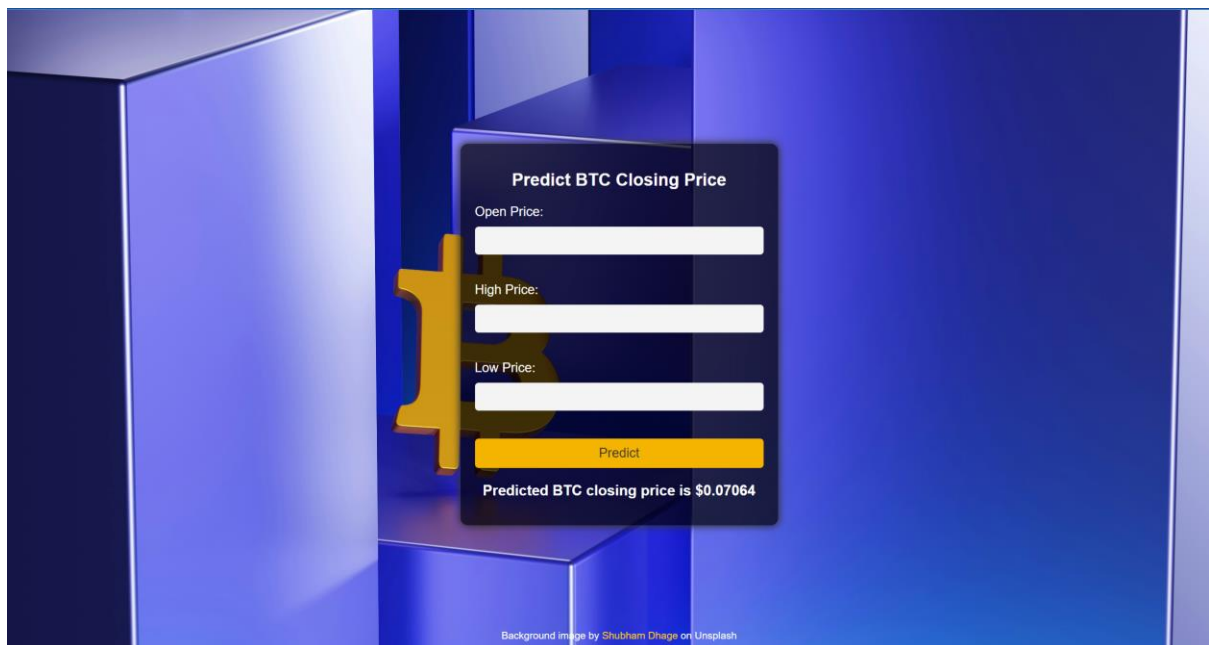 Predict BTC Closing Price
Open Price:
High Price:
Low Price:
Predict
Predicted BTC closing price is $0.07064
Background image by Shubham Dhage on Unsplash